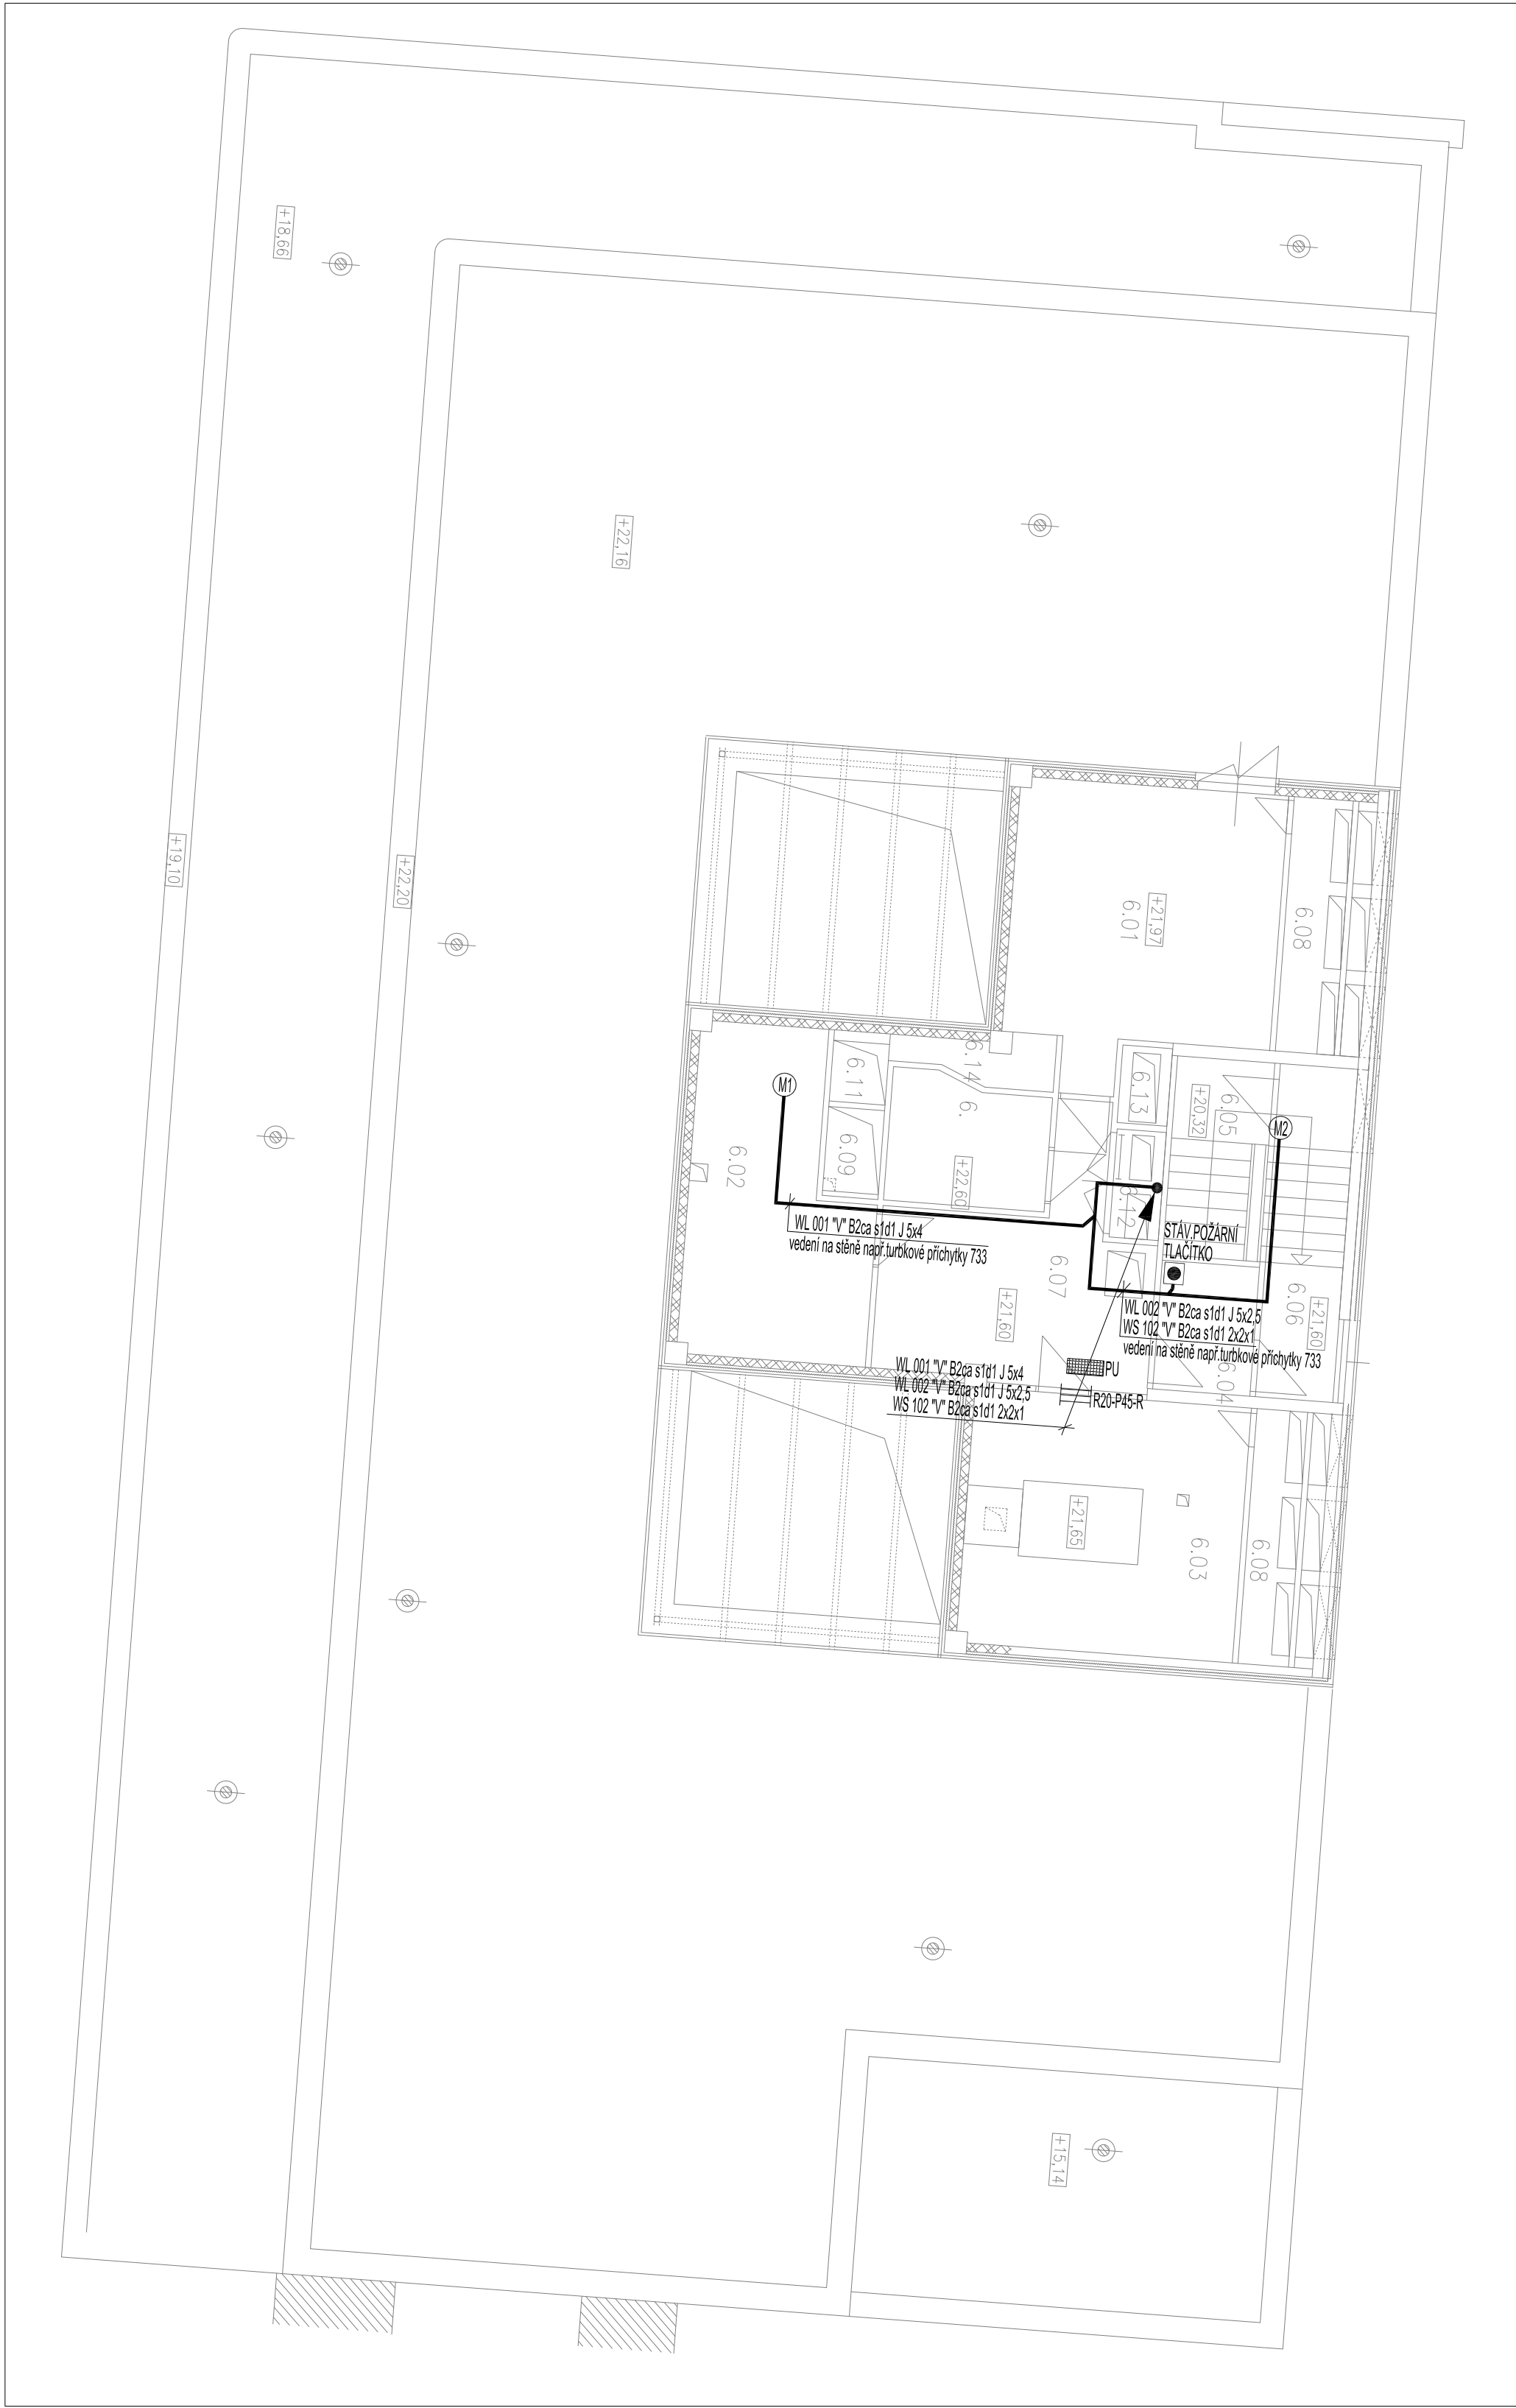 +18,66
+22,16
+19,10
+22,20
+21,97
6.01
6.08
6.14
6.11
6.
6.13
6.05
+20,32
M1
M2
6.09
6.02
+22,60
6.12
WL 001 "V" B2ca s1d1 J 5x4
vedení na stěně např.turbkové příchytky 733
STÁV.POŽÁRNÍ
TLAČÍTKO
6.07
+21,60
6.06
+21,60
WL 002 "V" B2ca s1d1 J 5x2,5
WS 102 "V" B2ca s1d1 2x2x1
vedení na stěně např.turbkové příchytky 733
6.04
WL 001 "V" B2ca s1d1 J 5x4
WL 002 "V" B2ca s1d1 J 5x2,5
WS 102 "V" B2ca s1d1 2x2x1
PU
R20-P45-R
+21,65
6.03
6.08
+15,14